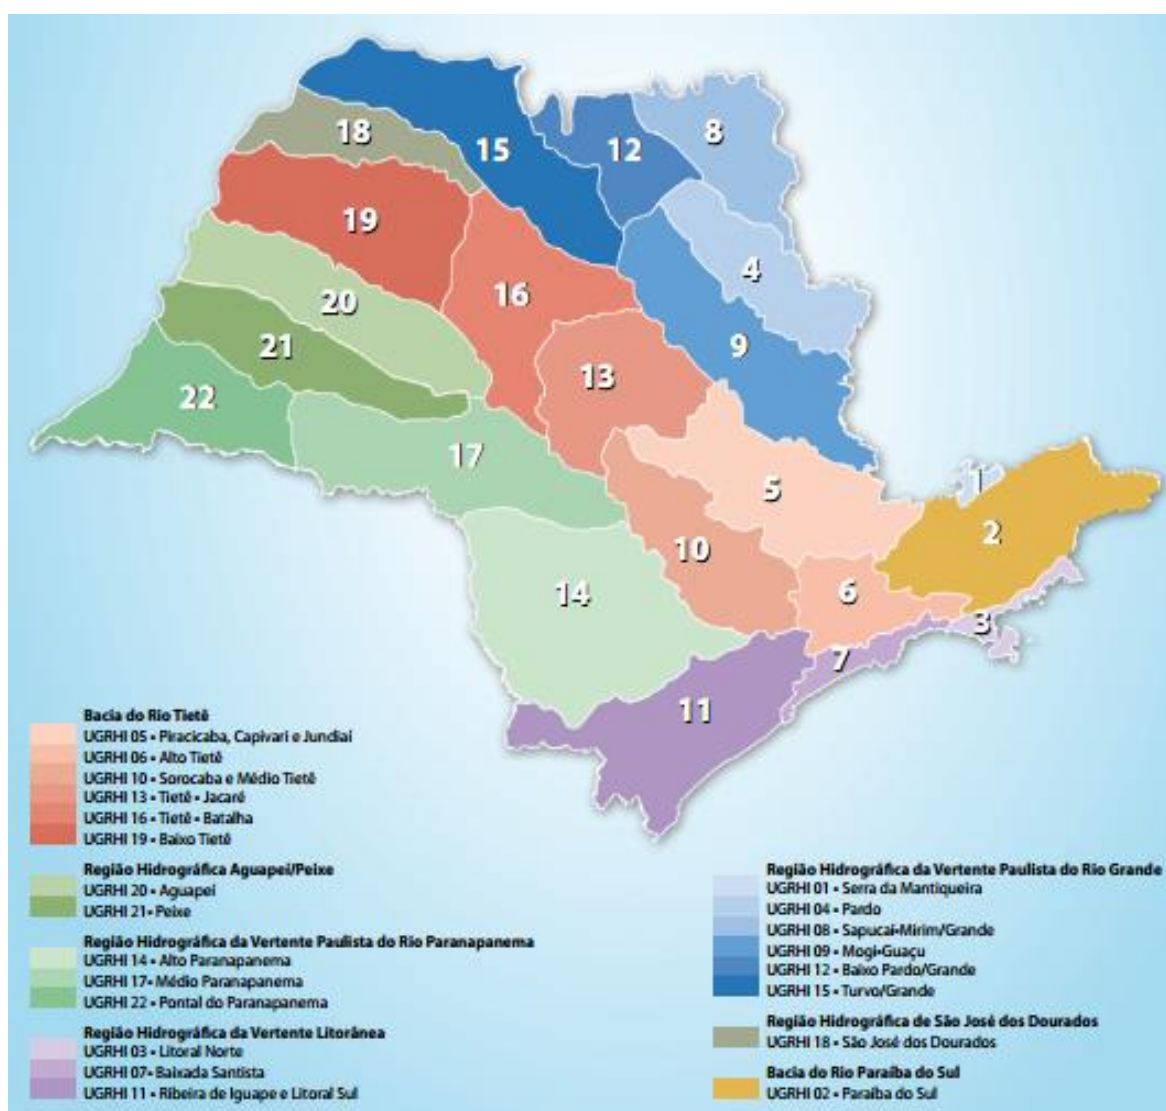 18
15
12
8
19
4
16
20
9
21
13
22
17
1
5
2
10
6
14
3
7
11
Bacia do Rio Tietê
UGRHI 05 • Piracicaba, Capivari e Jundiaí
UGRHI 06 • Alto Tietê
UGRHI 10 • Sorocaba e Médio Tietê
UGRHI 13 • Tietê • Jacaré
UGRHI 16 • Tietê • Batalha
UGRHI 19 • Baixo Tietê
Região Hidrográfica Aguapeí/Peixe
UGRHI 20 • Aguapeí
UGRHI 21• Peixe
Região Hidrográfica da Vertente Paulista do Rio Paranapanema
UGRHI 14 • Alto Paranapanema
UGRHI 17• Médio Paranapanema
UGRHI 22 • Pontal do Paranapanema
Região Hidrográfica da Vertente Litorânea
UGRHI 03 • Litoral Norte
UGRHI 07• Baixada Santista
UGRHI 11 • Ribeira de Iguape e Litoral Sul
Região Hidrográfica da Vertente Paulista do Rio Grande
UGRHI 01 • Serra da Mantiqueira
UGRHI 04 • Pardo
UGRHI 08 • Sapucaí•Mirim/Grande
UGRHI 09 • Mogi•Guaçu
UGRHI 12 • Baixo Pardo/Grande
UGRHI 15 • Turvo/Grande
Região Hidrográfica de São José dos Dourados
UGRHI 18 • São José dos Dourados
Bacia do Rio Paraíba do Sul
UGRHI 02 • Paraíba do Sul